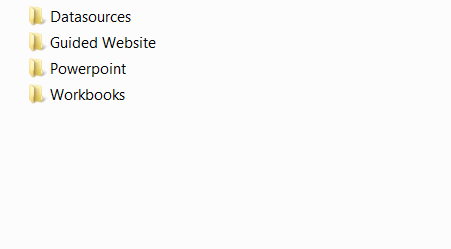 Datasources
Guided Website
Powerpoint
Workbooks